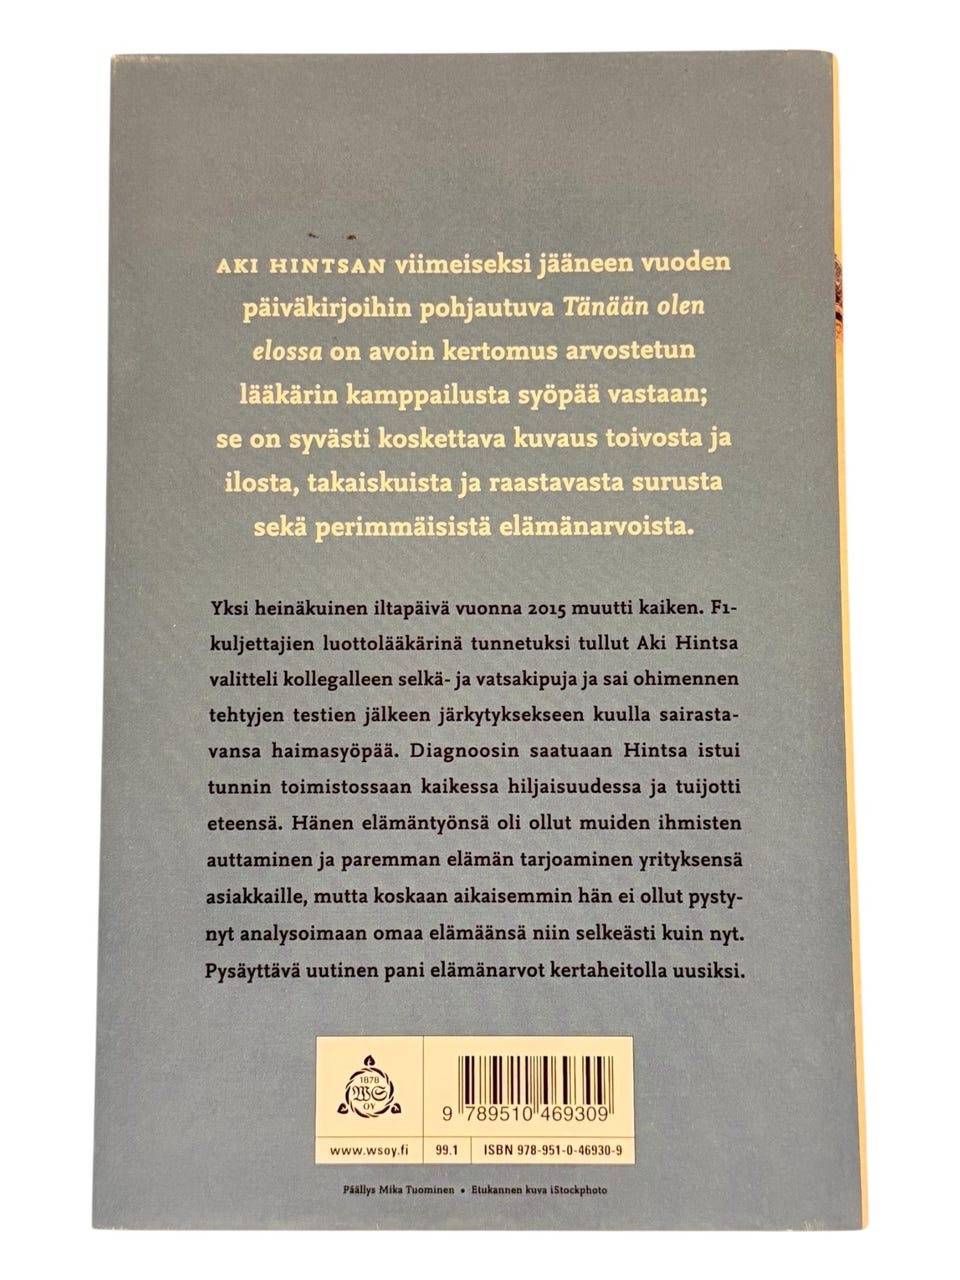 AKI HINTSAN viimeiseksi jääneen vuoden
päiväkirjoihin pohjautuva Tänään olen
elossa on avoin kertomus arvostetun
lääkärin kamppailusta syöpää vastaan;
se on syvästi koskettava kuvaus toivosta ja
ilosta, takaiskuista ja raastavasta surusta
sekä perimmäisistä elämänarvoista.
Yksi heinäkuinen iltapäivä vuonna 2015 muutti kaiken. F1-
kuljettajien luottolääkärinä tunnetuksi tullut Aki Hintsa
valitteli kollegalleen selkä- ja vatsakipuja ja sai ohimennen
tehtyjen testien jälkeen järkytyksekseen kuulla sairasta-
vansa haimasyöpää. Diagnoosin saatuaan Hintsa istui
tunnin toimistossaan kaikessa hiljaisuudessa ja tuijotti
eteensä. Hänen elämäntyönsä oli ollut muiden ihmisten
auttaminen ja paremman elämän tarjoaminen yrityksensä
asiakkaille, mutta koskaan aikaisemmin hän ei ollut pysty-
nyt analysoimaan omaa elämäänsä niin selkeästi kuin nyt.
Pysäyttävä uutinen pani elämänarvot kertaheitolla uusiksi.
1878
WS
OY
9 789510 469309
www.wsoy.fi 99.1 ISBN 978-951-0-46930-9
Päällys Mika Tuominen • Etukannen kuva iStockphoto